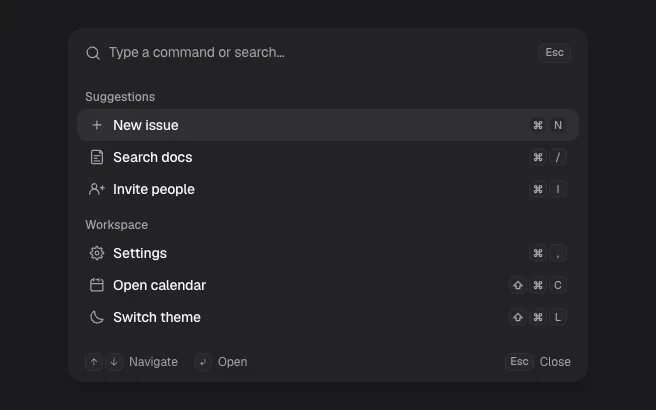 Type a command or search... Esc
Suggestions
New issue ⌘ N
Search docs ⌘ /
Invite people ⌘ I
Workspace
Settings ⌘ ,
Open calendar ⇧ ⌘ C
Switch theme ⇧ ⌘ L
↑ ↓ Navigate ↵ Open Esc Close